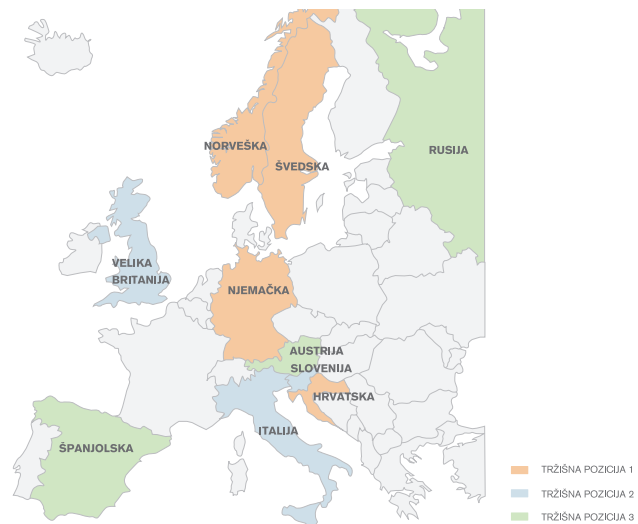 NORVEŠKA
ŠVEDSKA
RUSIJA
VELIKA
BRITANIJA
NJEMAČKA
AUSTRIJA
SLOVENIJA
HRVATSKA
ITALIJA
ŠPANJOLSKA
TRŽIŠNA POZICIJA 1
TRŽIŠNA POZICIJA 2
TRŽIŠNA POZICIJA 3